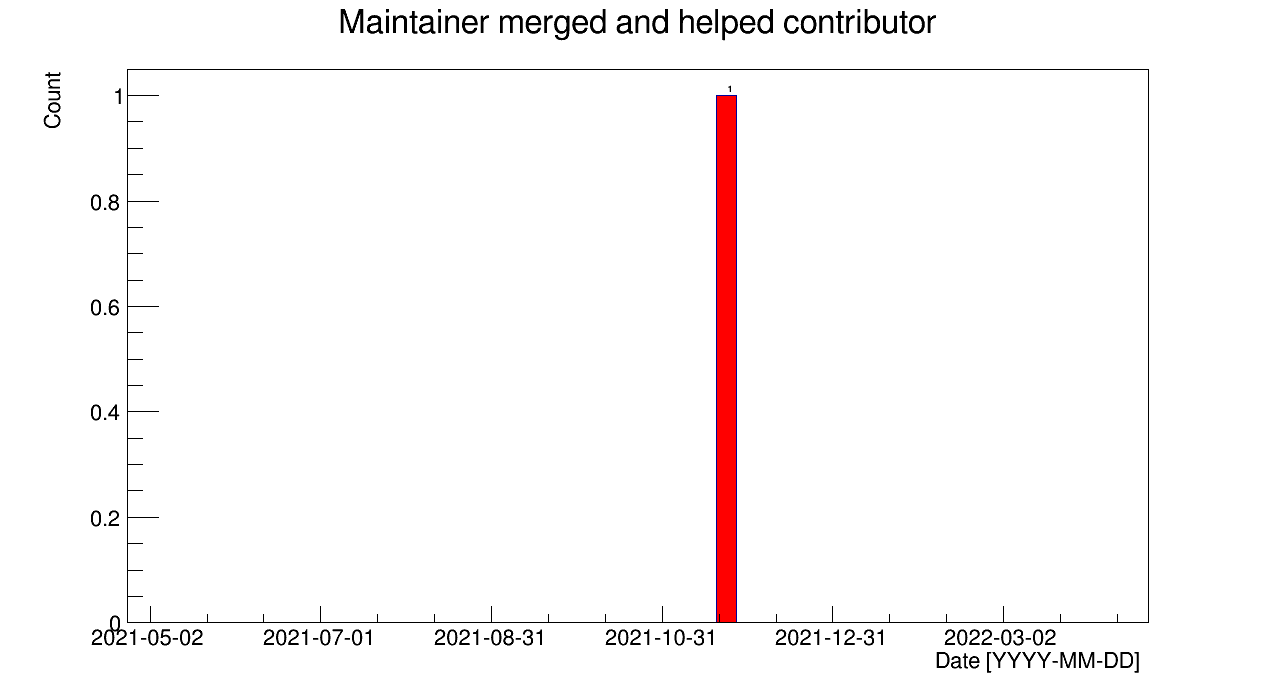 Maintainer merged and helped contributor
Count
1
1
0.8
0.6
0.4
0.2
0
2021-05-02 2021-07-01 2021-08-31 2021-10-31 2021-12-31 2022-03-02
Date [YYYY-MM-DD]